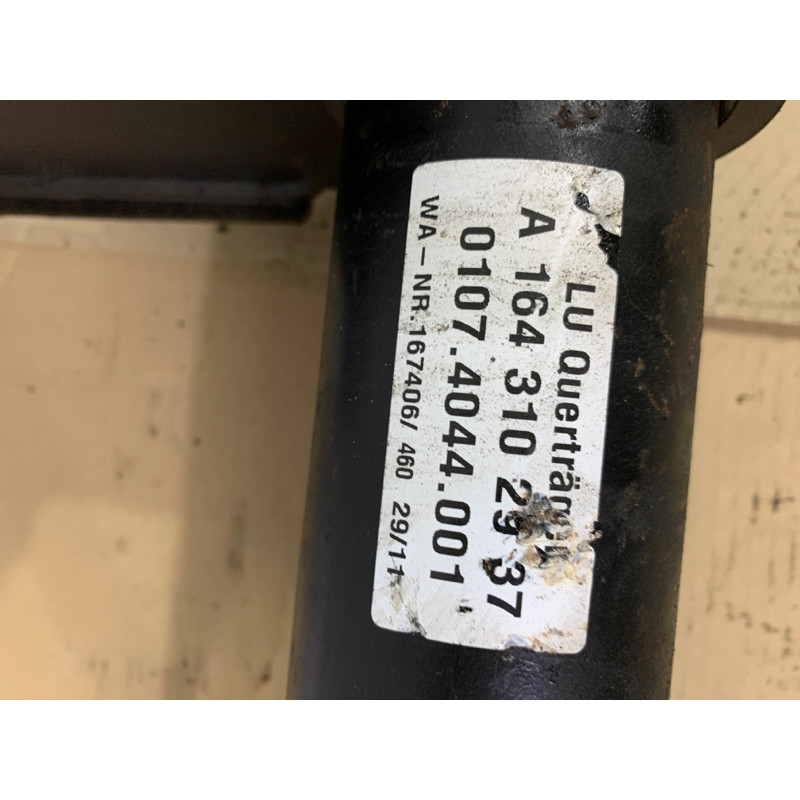 LU Querträger
A 164 310 29 37
0107.4044.001
WA-NR.167406/ 460 29/11